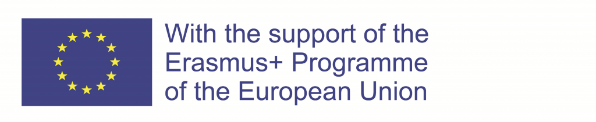 With the support of the
Erasmus+ Programme
of the European Union